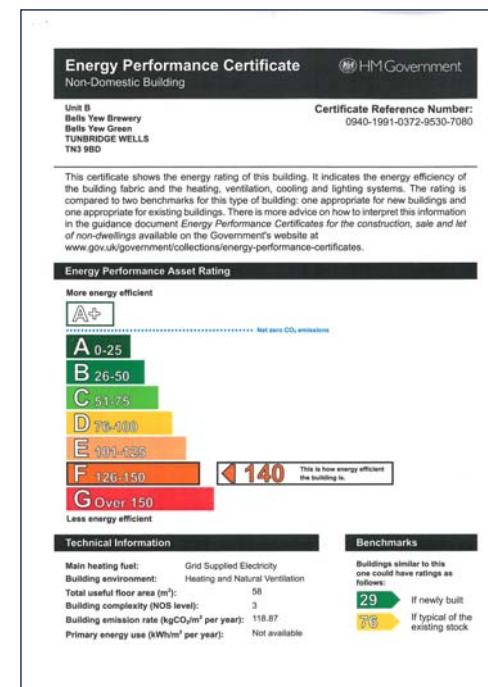 Energy Performance Certificate
HM Government
Non-Domestic Building
Unit B
Bells Yew Brewery
Bells Yew Green
TUNBRIDGE WELLS
TN3 9BD
Certificate Reference Number:
0940-1991-0372-9530-7080
This certificate shows the energy rating of this building. It indicates the energy efficiency of
the building fabric and the heating, ventilation, cooling and lighting systems. The rating is
compared to two benchmarks for this type of building: one appropriate for new buildings and
one appropriate for existing buildings. There is more advice on how to interpret this information
in the guidance document Energy Performance Certificates for the construction, sale and let
of non-dwellings available on the Government's website at
www.gov.uk/government/collections/energy-performance-certificates.
Energy Performance Asset Rating
More energy efficient
A+
Net zero CO₂ emissions
A 0-25
B 26-50
C 51-75
D 76-100
E 101-125
F 126-150
140
This is how energy efficient
the building is.
G Over 150
Less energy efficient
Technical Information
Main heating fuel: Grid Supplied Electricity
Building environment: Heating and Natural Ventilation
Total useful floor area (m²): 58
Building complexity (NOS level): 3
Building emission rate (kgCO₂/m² per year): 118.87
Primary energy use (kWh/m² per year): Not available
Benchmarks
Buildings similar to this
one could have ratings as
follows:
29 If newly built
76 If typical of the
existing stock